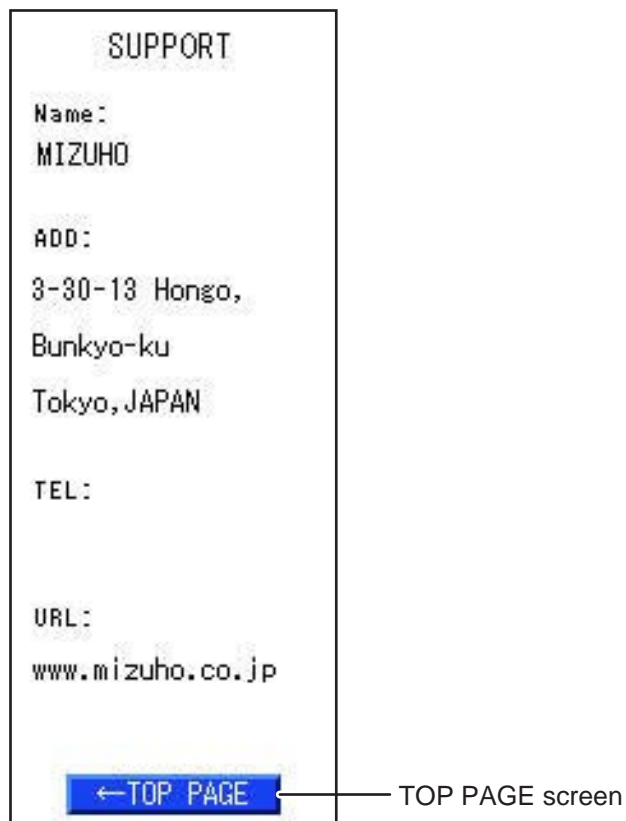 SUPPORT
Name:
MIZUHO
ADD:
3-30-13 Hongo,
Bunkyo-ku
Tokyo,JAPAN
TEL:
URL:
www.mizuho.co.jp
←TOP PAGE
TOP PAGE screen